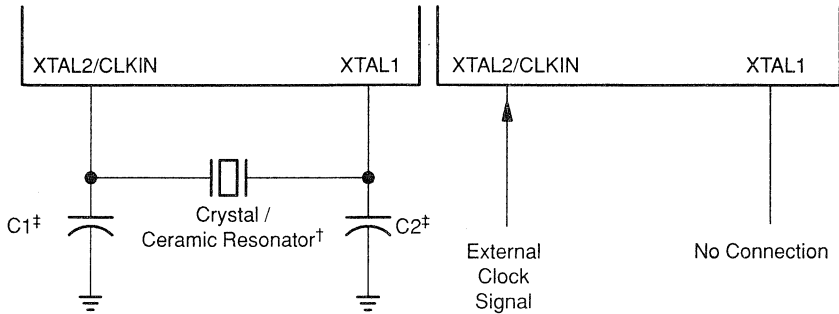 XTAL2/CLKIN XTAL1 XTAL2/CLKIN XTAL1
C1‡
Crystal /
Ceramic Resonator†
C2‡
External
Clock
Signal
No Connection